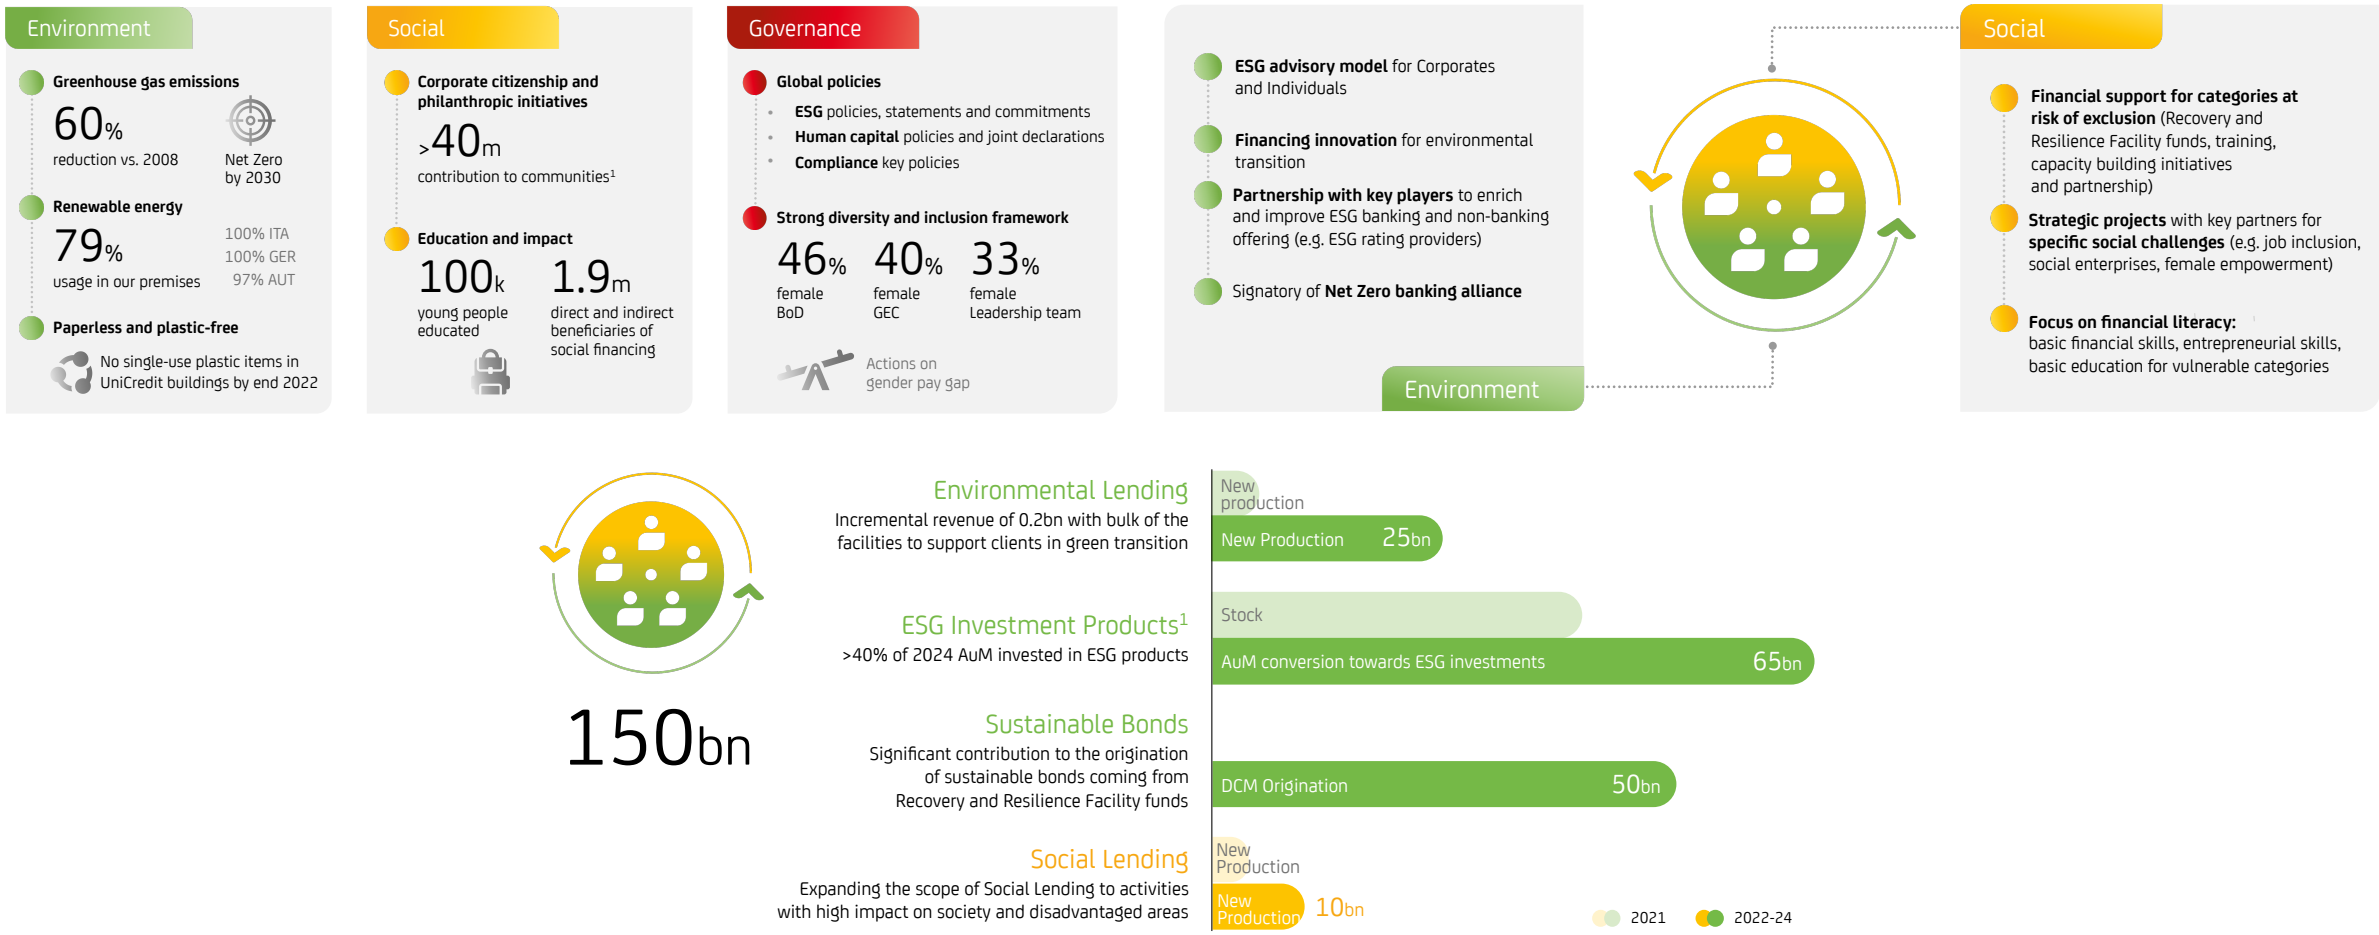 Environment
Greenhouse gas emissions
60%
reduction vs. 2008
Net Zero
by 2030
Renewable energy
79%
usage in our premises
100% ITA
100% GER
97% AUT
Paperless and plastic-free
No single-use plastic items in
UniCredit buildings by end 2022
Social
Corporate citizenship and
philanthropic initiatives
>40m
contribution to communities¹
Education and impact
100k
young people
educated
1.9m
direct and indirect
beneficiaries of
social financing
Governance
Global policies
• ESG policies, statements and commitments
• Human capital policies and joint declarations
• Compliance key policies
Strong diversity and inclusion framework
46%
female
BoD
40%
female
GEC
33%
female
Leadership team
Actions on
gender pay gap
ESG advisory model for Corporates
and Individuals
Financing innovation for environmental
transition
Partnership with key players to enrich
and improve ESG banking and non-banking
offering (e.g. ESG rating providers)
Signatory of Net Zero banking alliance
Environment
Social
Financial support for categories at
risk of exclusion (Recovery and
Resilience Facility funds, training,
capacity building initiatives
and partnership)
Strategic projects with key partners for
specific social challenges (e.g. job inclusion,
social enterprises, female empowerment)
Focus on financial literacy:
basic financial skills, entrepreneurial skills,
basic education for vulnerable categories
150bn
Environmental Lending
Incremental revenue of 0.2bn with bulk of the
facilities to support clients in green transition
New
production
New Production 25bn
ESG Investment Products¹
>40% of 2024 AuM invested in ESG products
Stock
AuM conversion towards ESG investments 65bn
Sustainable Bonds
Significant contribution to the origination
of sustainable bonds coming from
Recovery and Resilience Facility funds
DCM Origination 50bn
Social Lending
Expanding the scope of Social Lending to activities
with high impact on society and disadvantaged areas
New
Production
New
Production
10bn
2021
2022-24